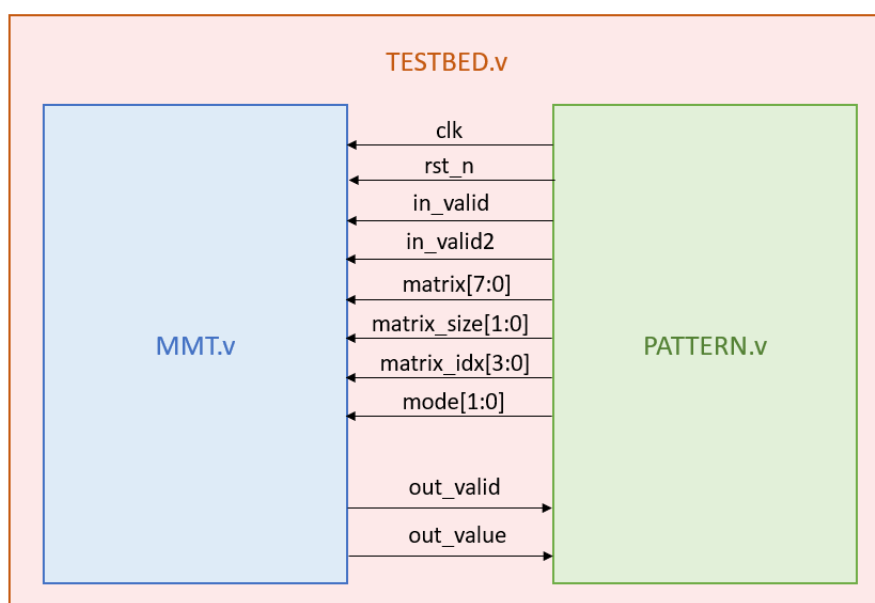 TESTBED.v
clk
rst_n
in_valid
in_valid2
matrix[7:0]
matrix_size[1:0]
MMT.v
PATTERN.v
matrix_idx[3:0]
mode[1:0]
out_valid
out_value